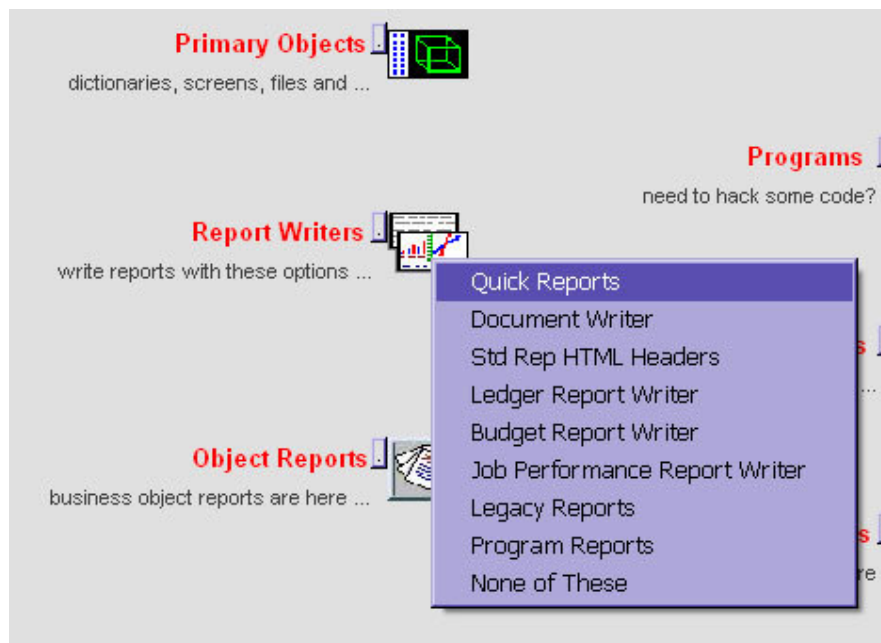 Primary Objects
dictionaries, screens, files and ...
Programs
need to hack some code?
Report Writers
write reports with these options ...
Quick Reports
Document Writer
Std Rep HTML Headers
Ledger Report Writer
Budget Report Writer
Job Performance Report Writer
Legacy Reports
Program Reports
None of These
s
...
Object Reports
business object reports are here ...
s
re